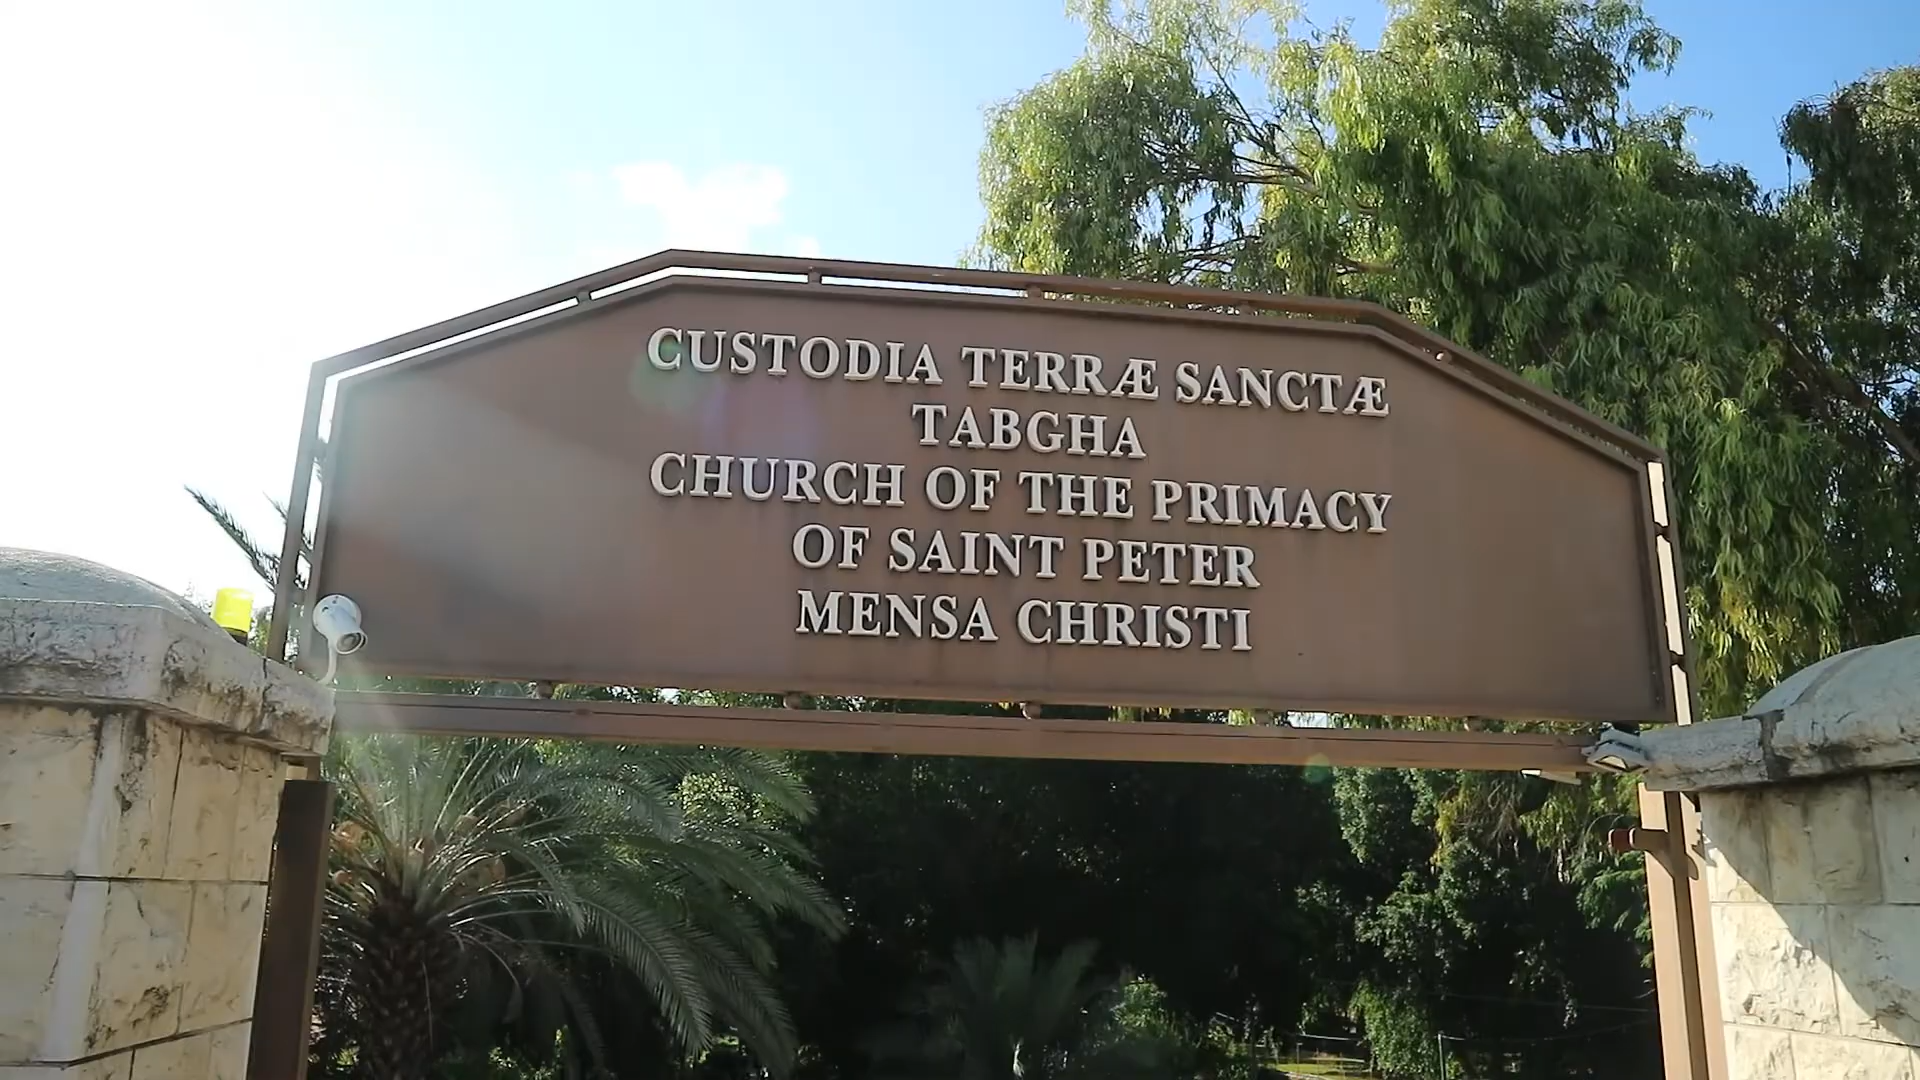 CUSTODIA TERRÆ SANCTÆ
TABGHA
CHURCH OF THE PRIMACY
OF SAINT PETER
MENSA CHRISTI